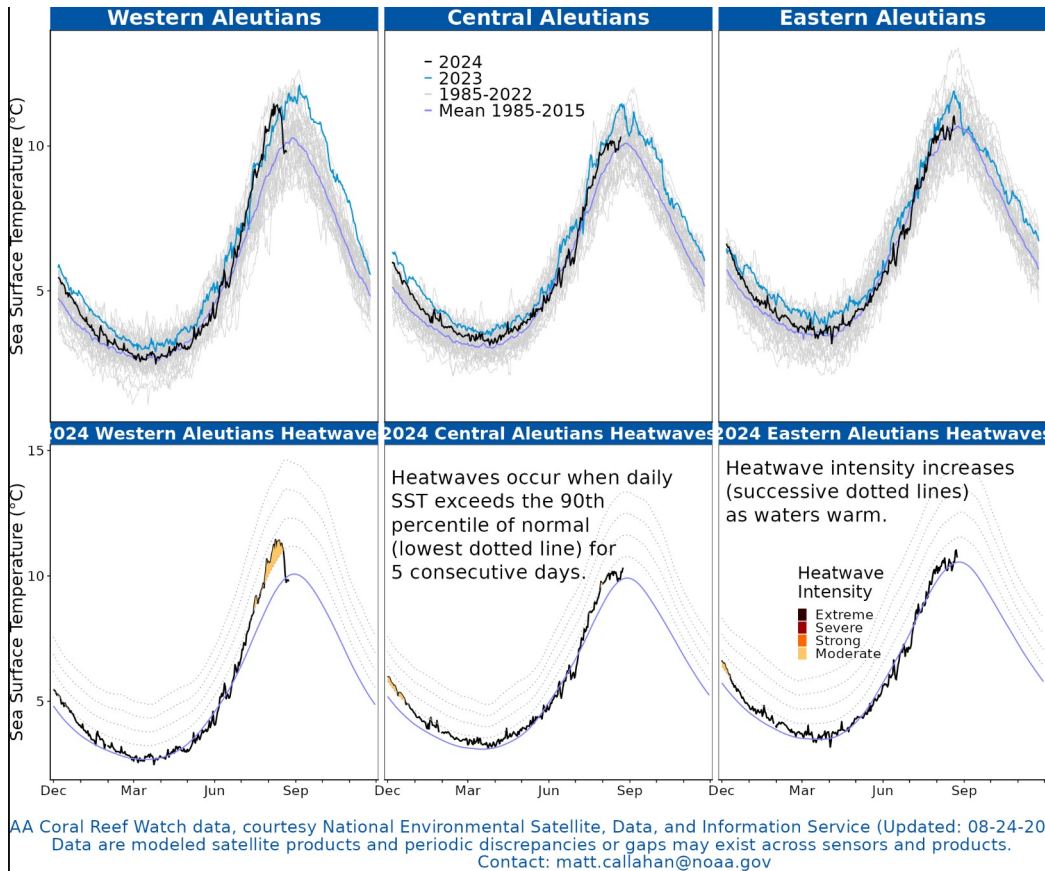 Western Aleutians
Central Aleutians
Eastern Aleutians
2024
2023
1985-2022
Mean 1985-2015
Sea Surface Temperature (°C)
10
5
2024 Western Aleutians Heatwaves
2024 Central Aleutians Heatwaves
2024 Eastern Aleutians Heatwaves
Sea Surface Temperature (°C)
15
10
5
Heatwaves occur when daily
SST exceeds the 90th
percentile of normal
(lowest dotted line) for
5 consecutive days.
Heatwave intensity increases
(successive dotted lines)
as waters warm.
Heatwave
Intensity
Extreme
Severe
Strong
Moderate
Dec Mar Jun Sep
Dec Mar Jun Sep
Dec Mar Jun Sep
AA Coral Reef Watch data, courtesy National Environmental Satellite, Data, and Information Service (Updated: 08-24-20
Data are modeled satellite products and periodic discrepancies or gaps may exist across sensors and products.
Contact: matt.callahan@noaa.gov